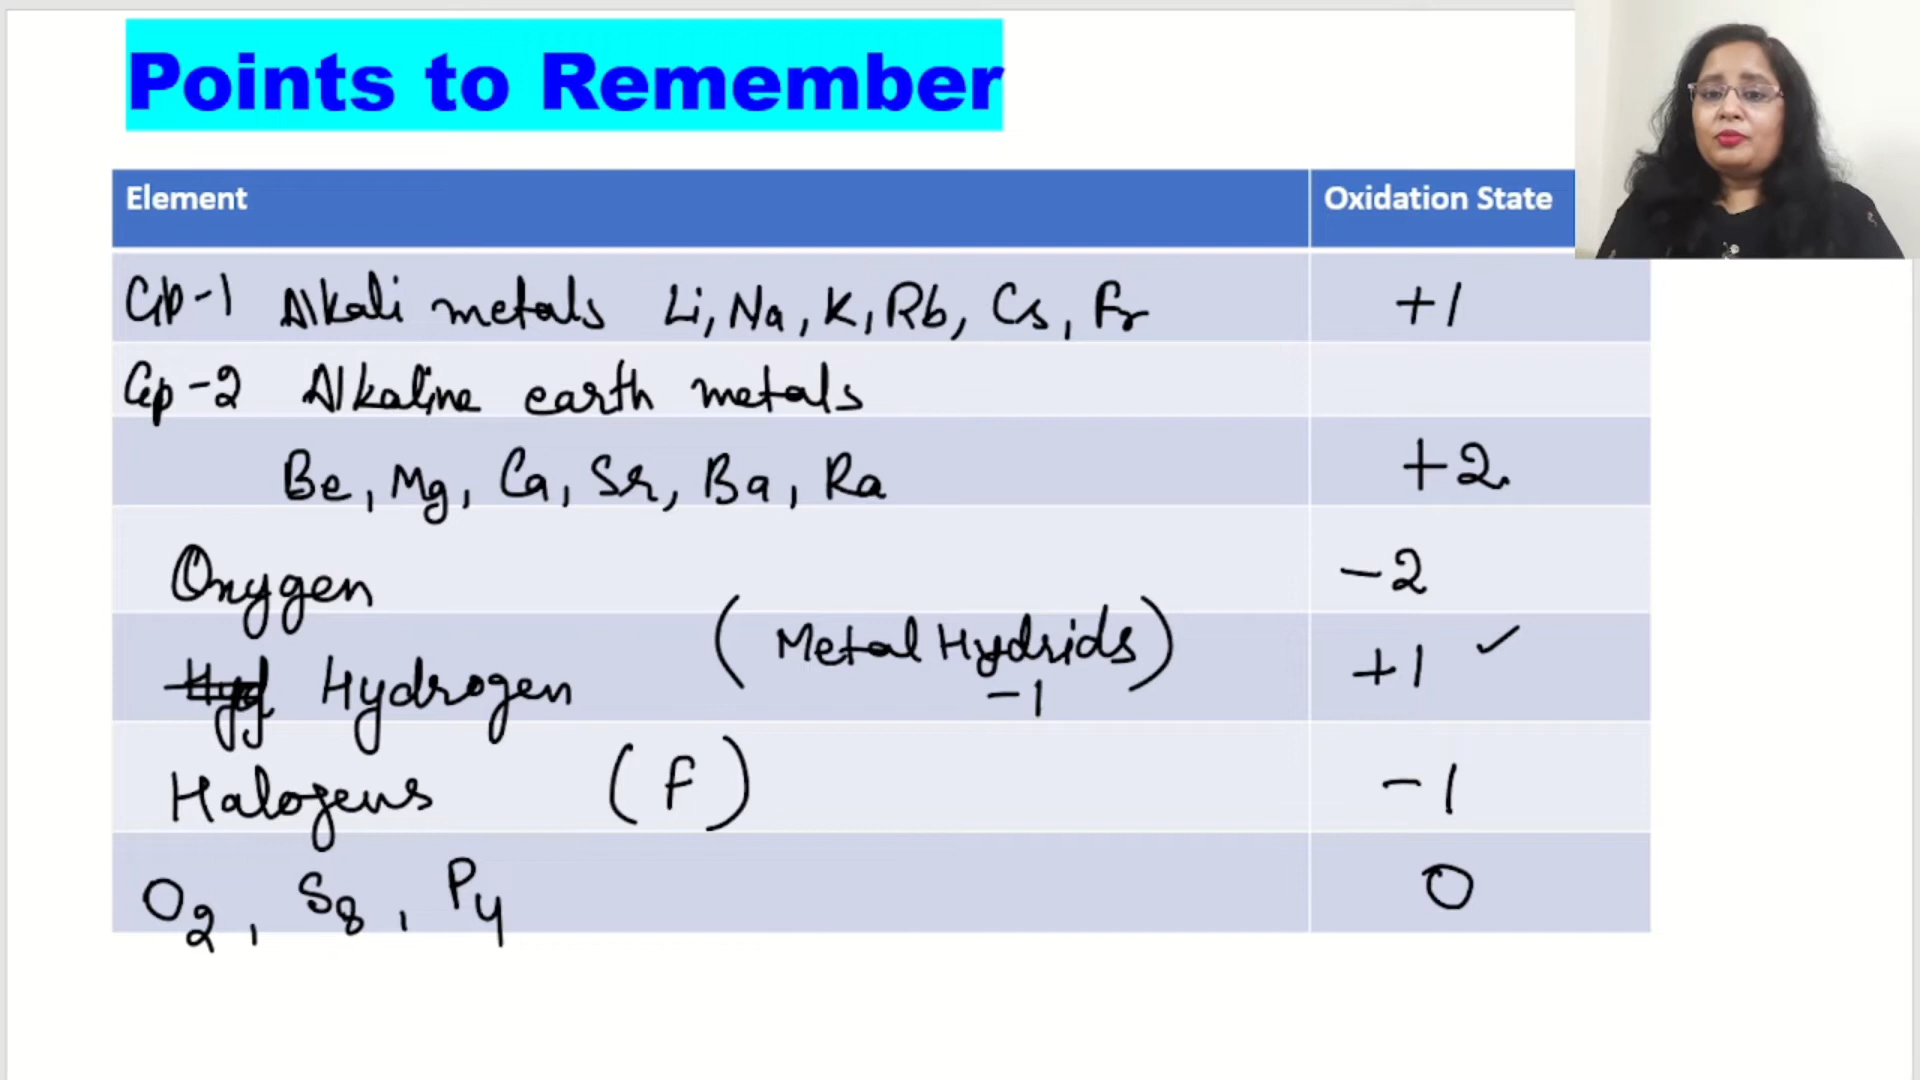 Points to Remember
Element Oxidation State
Gp-1 Alkali metals Li, Na, K, Rb, Cs, Fr +1
Gp-2 Alkaline earth metals
Be, Mg, Ca, Sr, Ba, Ra +2
Oxygen -2
Hydrogen (Metal Hydrids) -1 +1 ✓
Halogens (F) -1
O2, S8, P4 0